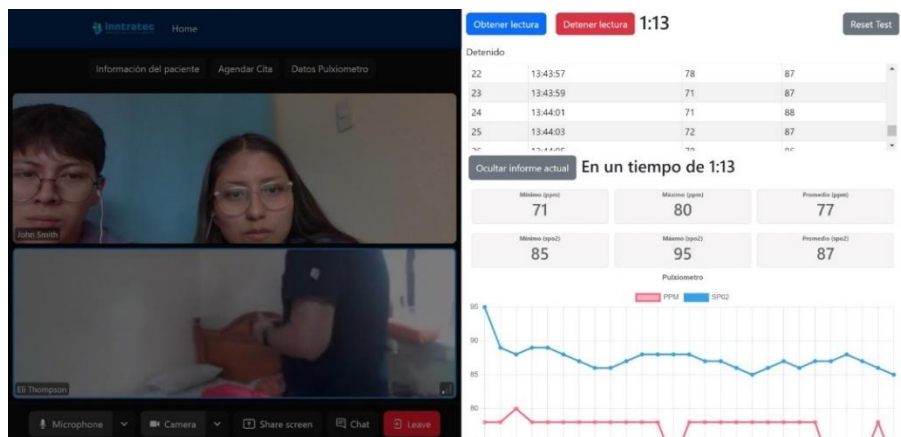 inntratec Home
Información del paciente Agendar Cita Datos Pulxiometro
John Smith
Eli Thompson
Microphone Camera Share screen Chat Leave
Obtener lectura Detener lectura 1:13 Reset Test
Detenido
22 13:43:57 78 87
23 13:43:59 71 87
24 13:44:01 71 88
25 13:44:03 72 87
Ocultar informe actual En un tiempo de 1:13
Mínimo (ppm) Máximo (ppm) Promedio (ppm)
71 80 77
Mínimo (spo2) Máximo (spo2) Promedio (spo2)
85 95 87
Pulxiometro
PPM SP02
95
90
85
80